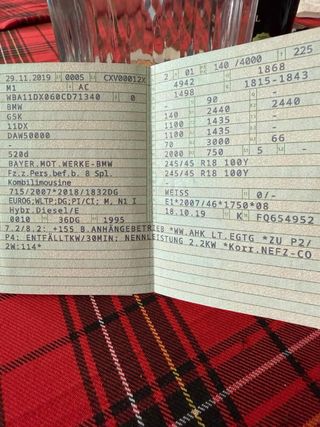 29.11.2019 0005 CXV00012X
M1 AC
WBA11DX060CD71340 0
BMW
G5K
11DX
DAW50000
-
520d
BAYER.MOT.WERKE-BMW
Fz.z.Pers.bef.b. 8 Spl.
Kombilimousine
715/2007*2018/1832DG
EURO6;WLTP;DG;PI/CI; M, N1 I
Hybr.Diesel/E
0010 36DG 1995
2 01 140 /4000 225
4942 1868
1498 1815-1843
- 90 -
140 2440 2440
1100 1435 -
1100 1435 -
70 3000 66
2000 750 5 -
245/45 R18 100Y
245/45 R18 100Y
-
WEISS 0/-
E1*2007/46*1750*08
18.10.19 K FQ654952
7.2/8.2: +155 B.ANHÄNGEBETRIEB *WW.AHK LT.EGTG *ZU P2/
P4: ENTFÄLLTKW/30MIN; NENNLEISTUNG 2.2KW *Korr.NEFZ-CO
2W:114*